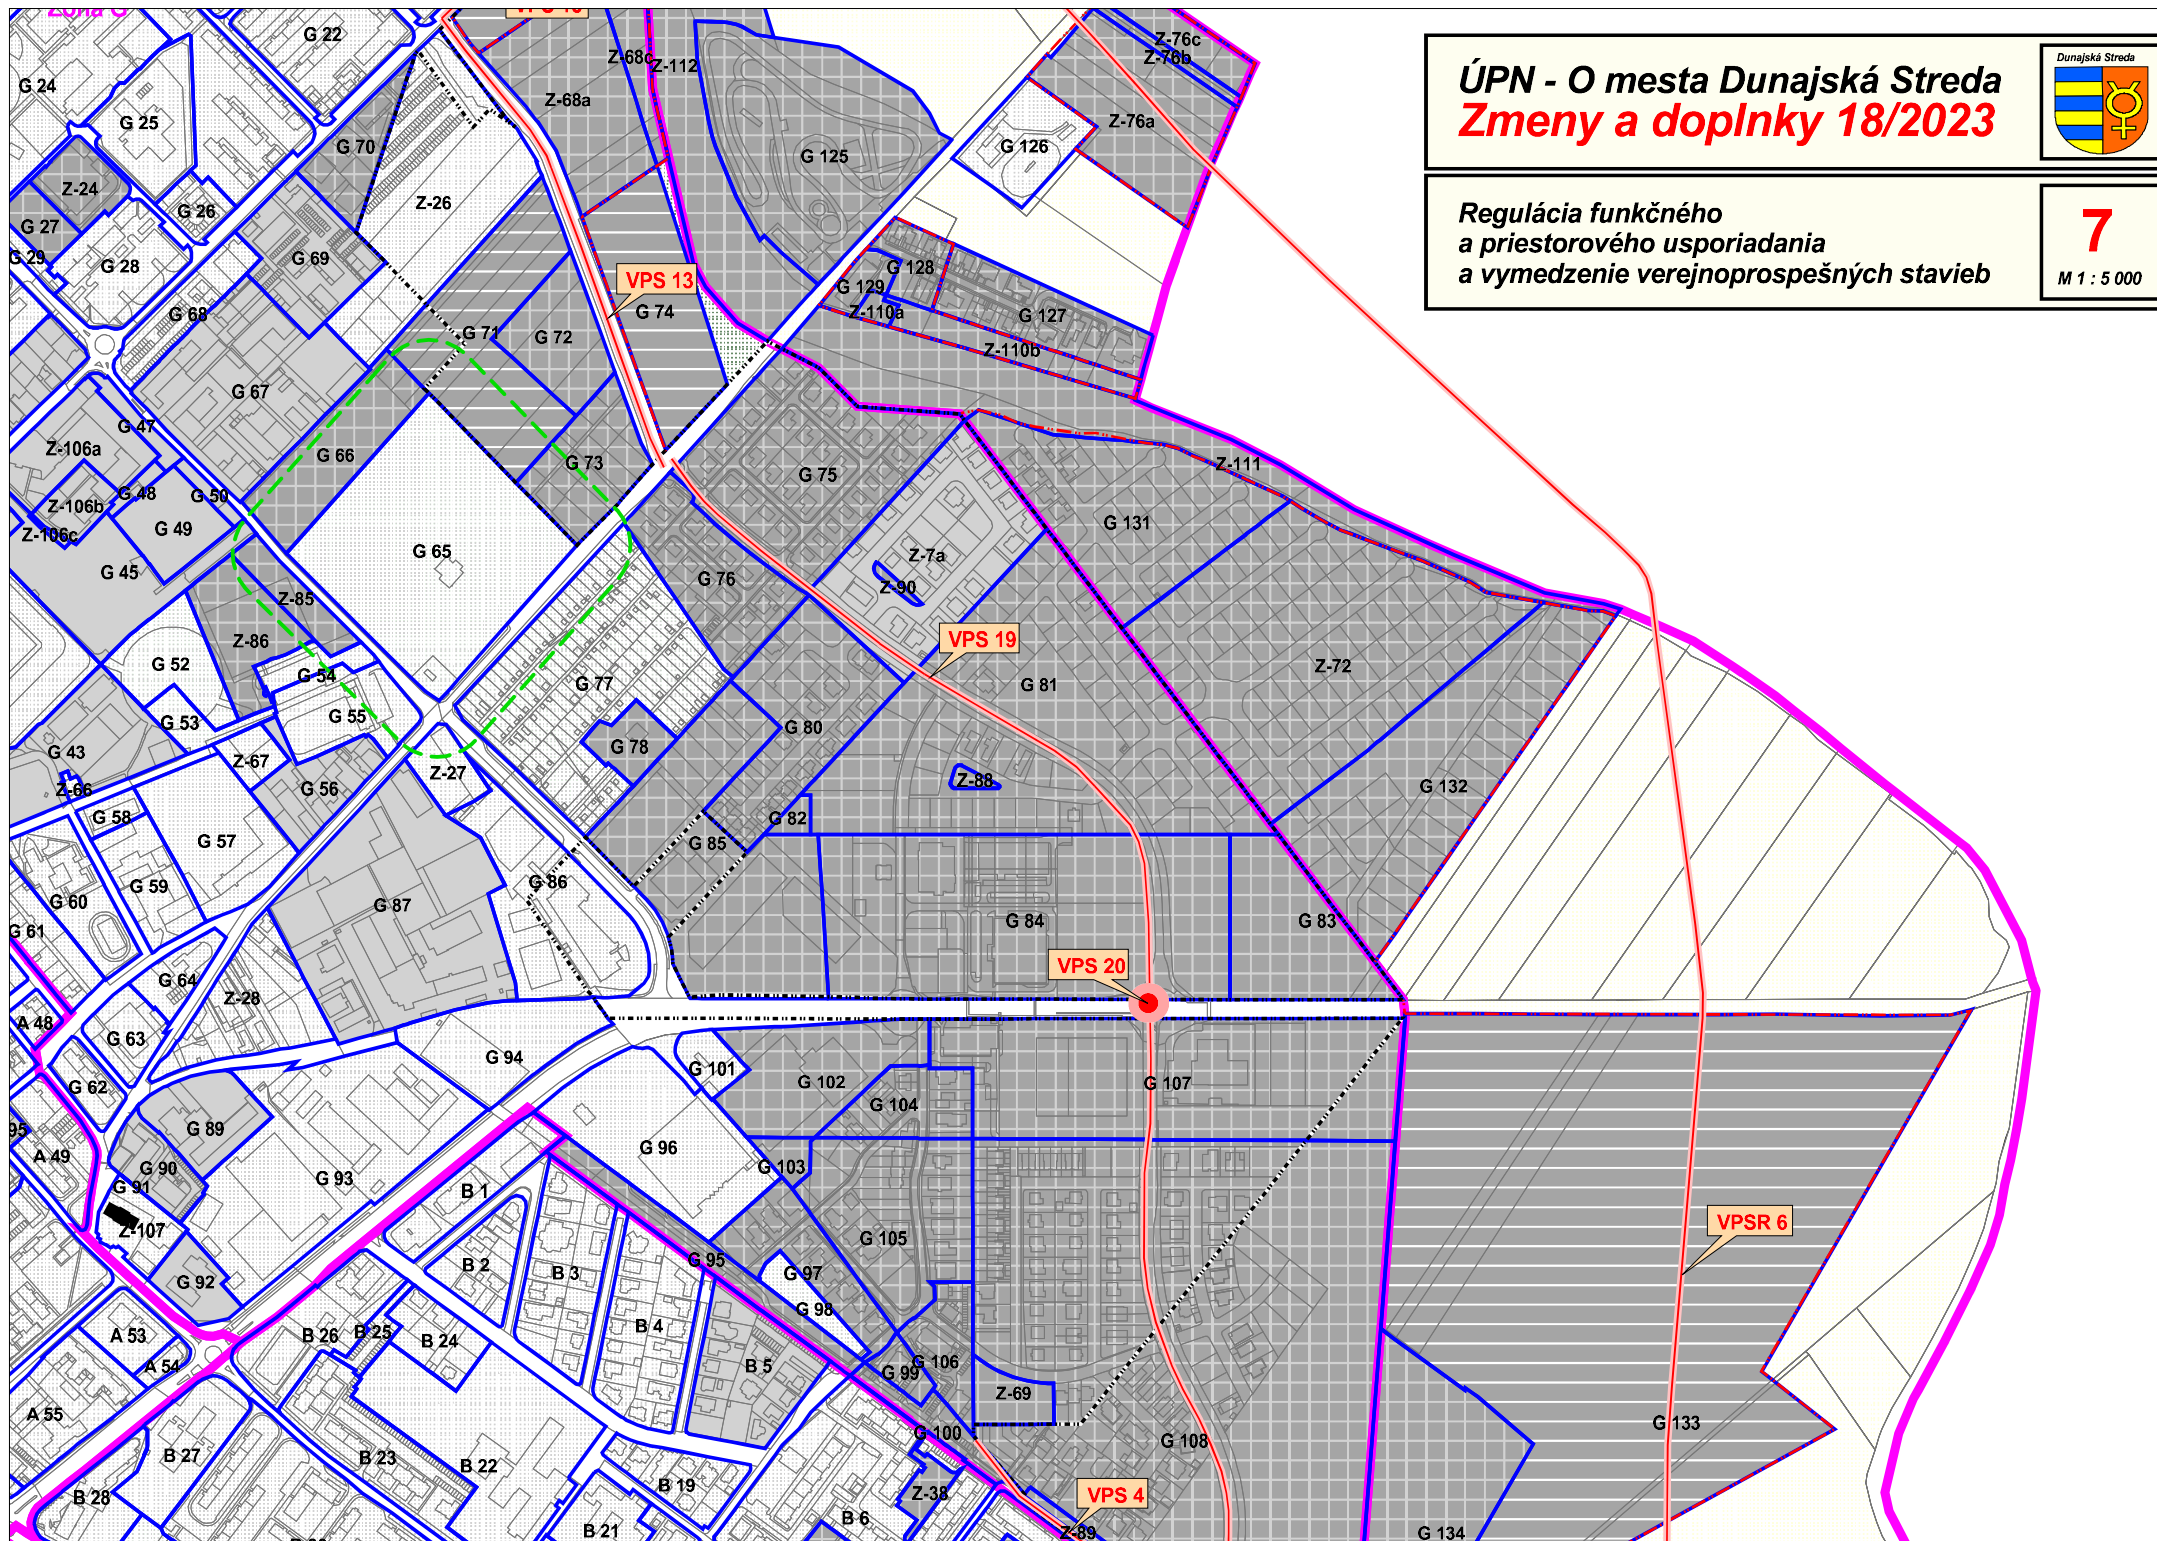 ÚPN - O mesta Dunajská Streda
Zmeny a doplnky 18/2023
Dunajská Streda
Regulácia funkčného
a priestorového usporiadania
a vymedzenie verejnoprospešných stavieb
7
M 1 : 5 000
G 22
G 24
G 25
G 70
Z-24
G 26
G 27
G 29
G 28
G 69
G 68
Z-26
Z-68c
Z-112
Z-68a
G 125
Z-76c
Z-76b
Z-76a
G 126
VPS 13
G 74
G 128
G 129
Z-110a
G 127
Z-110b
G 71
G 72
G 67
G 47
Z-106a
G 66
G 48
G 50
Z-106b
G 49
Z-106c
G 45
G 73
G 75
Z-111
G 131
G 65
G 76
Z-7a
Z-90
Z-85
Z-86
G 52
G 54
G 53
G 55
G 77
VPS 19
G 81
Z-72
G 43
Z-67
Z-66
G 56
G 78
G 80
Z-27
Z-88
G 132
G 58
G 57
G 82
G 85
G 59
G 60
G 61
G 87
G 86
G 84
G 83
G 64
Z-28
VPS 20
A 48
G 63
G 62
G 94
G 101
G 102
G 104
G 107
G 89
A 49
G 90
G 91
Z-107
G 93
G 96
G 103
B 1
B 2
B 3
G 95
G 97
G 98
G 105
VPSR 6
G 92
A 53
A 54
B 26
B 25
B 24
B 4
B 5
G 99
G 106
Z-69
G 133
A 55
B 27
B 28
B 23
B 22
B 19
G 100
Z-38
B 21
B 6
G 108
VPS 4
Z-89
G 134